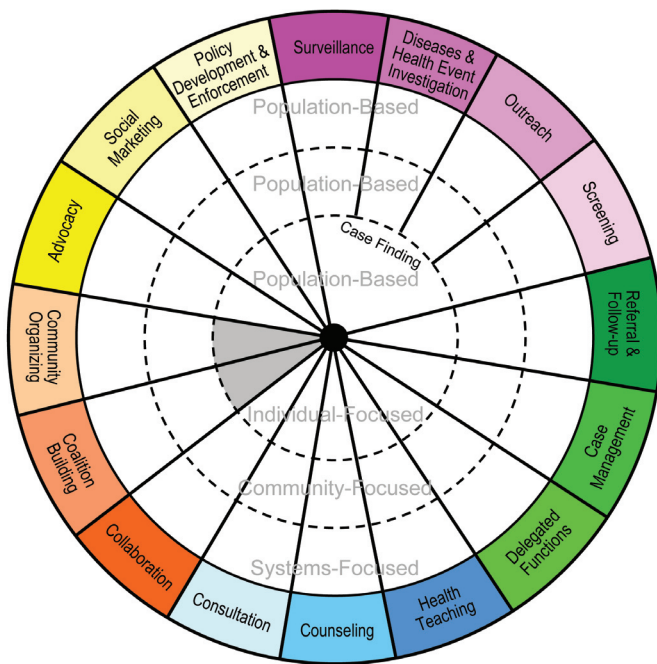 Surveillance
Diseases &
Health Event
Investigation
Outreach
Screening
Referral &
Follow-up
Case
Management
Delegated
Functions
Health
Teaching
Counseling
Consultation
Collaboration
Coalition
Building
Community
Organizing
Advocacy
Social
Marketing
Policy
Development &
Enforcement
Population-Based
Population-Based
Case Finding
Population-Based
Individual-Focused
Community-Focused
Systems-Focused